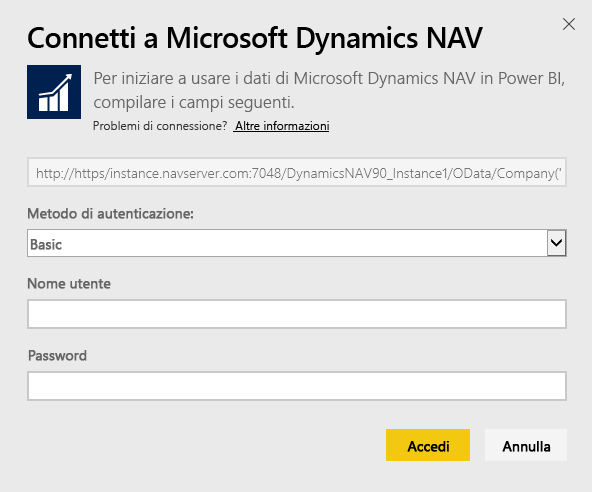 Connetti a Microsoft Dynamics NAV
Per iniziare a usare i dati di Microsoft Dynamics NAV in Power BI,
compilare i campi seguenti.
Problemi di connessione? Altre informazioni
http://https/instance.navserver.com:7048/DynamicsNAV90_Instance1/OData/Company('
Metodo di autenticazione:
Basic
Nome utente
Password
Accedi
Annulla